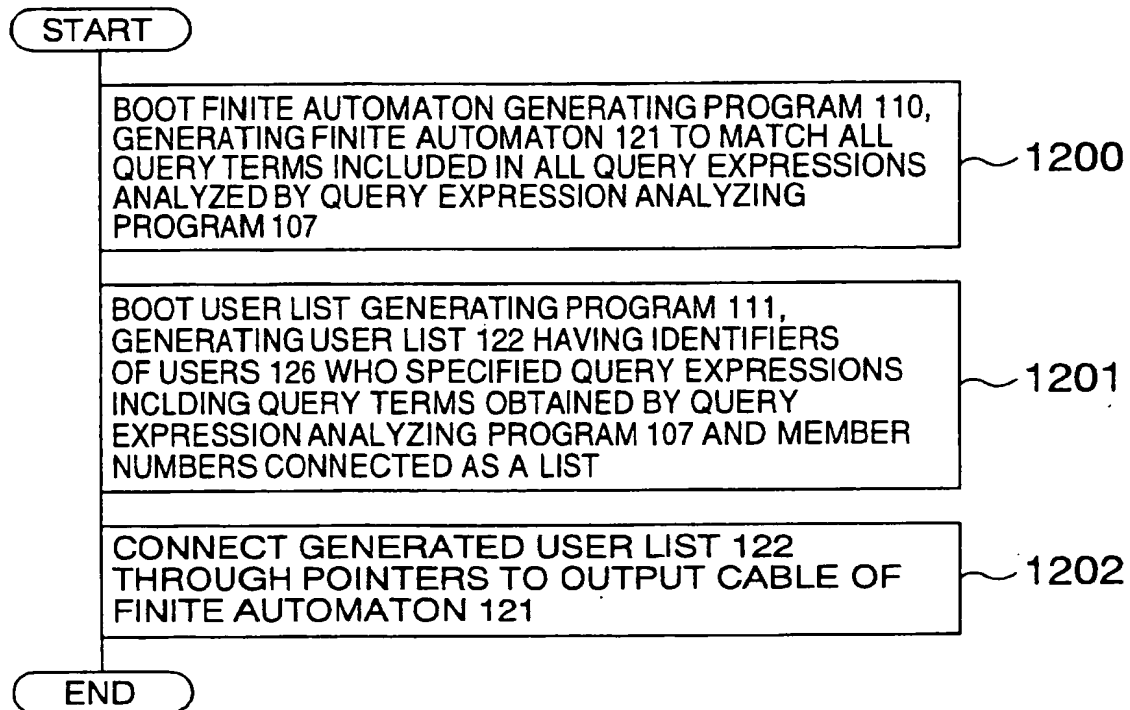 START
BOOT FINITE AUTOMATON GENERATING PROGRAM 110,
GENERATING FINITE AUTOMATON 121 TO MATCH ALL
QUERY TERMS INCLUDED IN ALL QUERY EXPRESSIONS
ANALYZED BY QUERY EXPRESSION ANALYZING
PROGRAM 107
1200
BOOT USER LIST GENERATING PROGRAM 111,
GENERATING USER LIST 122 HAVING IDENTIFIERS
OF USERS 126 WHO SPECIFIED QUERY EXPRESSIONS
INCLDING QUERY TERMS OBTAINED BY QUERY
EXPRESSION ANALYZING PROGRAM 107 AND MEMBER
NUMBERS CONNECTED AS A LIST
1201
CONNECT GENERATED USER LIST 122
THROUGH POINTERS TO OUTPUT CABLE OF
FINITE AUTOMATON 121
1202
END